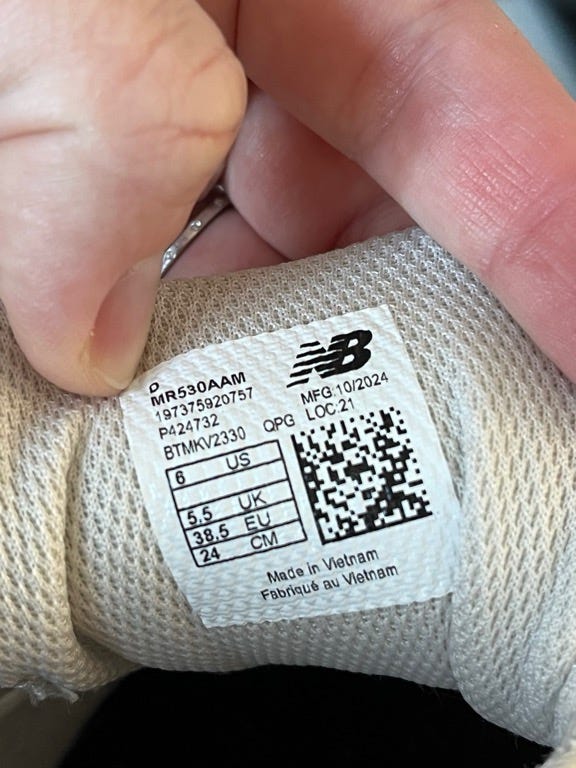 D
MR530AAM
197375920757
P424732
BTMKV2330 QPG
NB
MFG:10/2024
LOC:21
6 US
5.5 UK
38.5 EU
24 CM
Made in Vietnam
Fabriqué au Vietnam